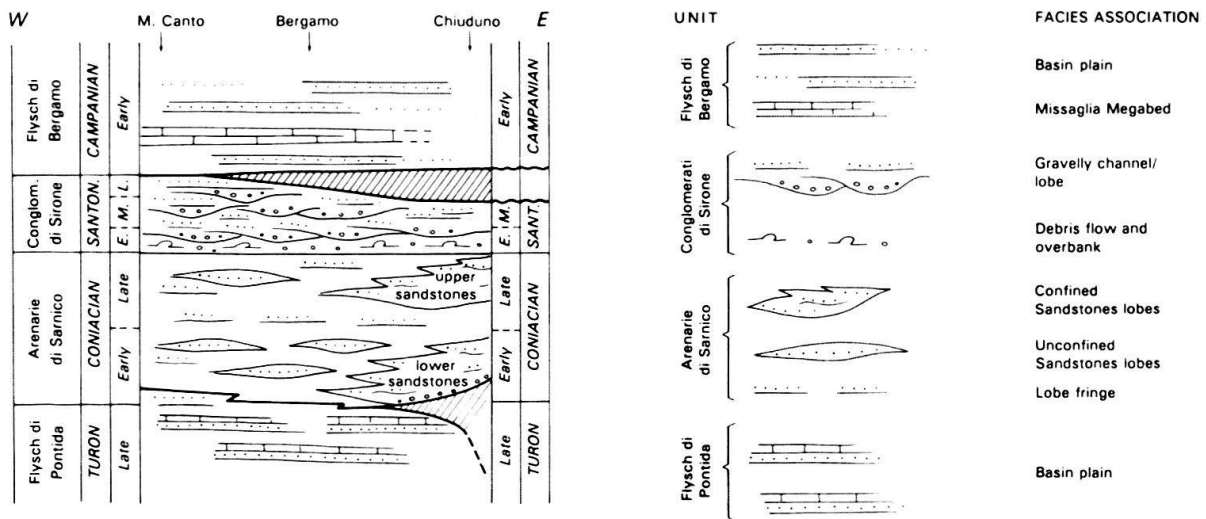 W
M. Canto
Bergamo
Chiuduno
E
Flysch di
Bergamo
CAMPANIAN
Early
Early
CAMPANIAN
Conglom.
di Sirone
SANTON.
E. M. L.
E. M.
SANT.
Arenarie
di Sarnico
CONIACIAN
Late
Early
upper
sandstones
lower
sandstones
Late
Early
CONIACIAN
Flysch di
Pontida
TURON
Late
Late
TURON
UNIT
FACIES ASSOCIATION
Flysch di
Bergamo
Basin plain
Missaglia Megabed
Conglomerati
di Sirone
Gravelly channel/
lobe
Debris flow and
overbank
Arenarie
di Sarnico
Confined
Sandstones lobes
Unconfined
Sandstones lobes
Lobe fringe
Flysch di
Pontida
Basin plain